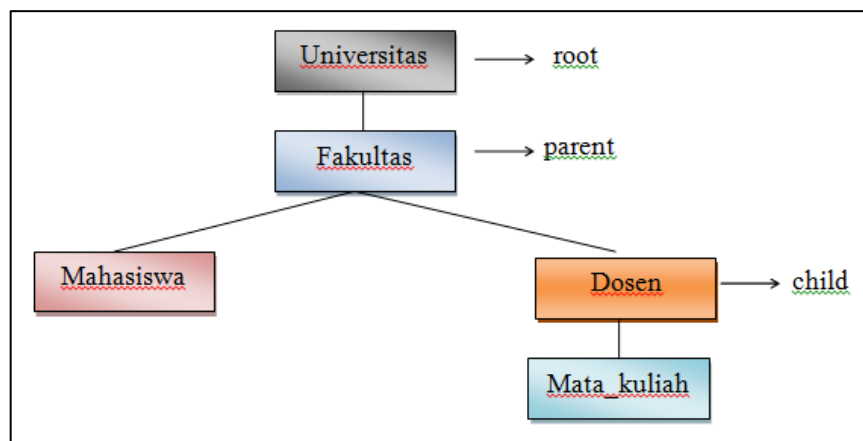 Universitas
root
Fakultas
parent
Mahasiswa
Dosen
child
Mata_kuliah